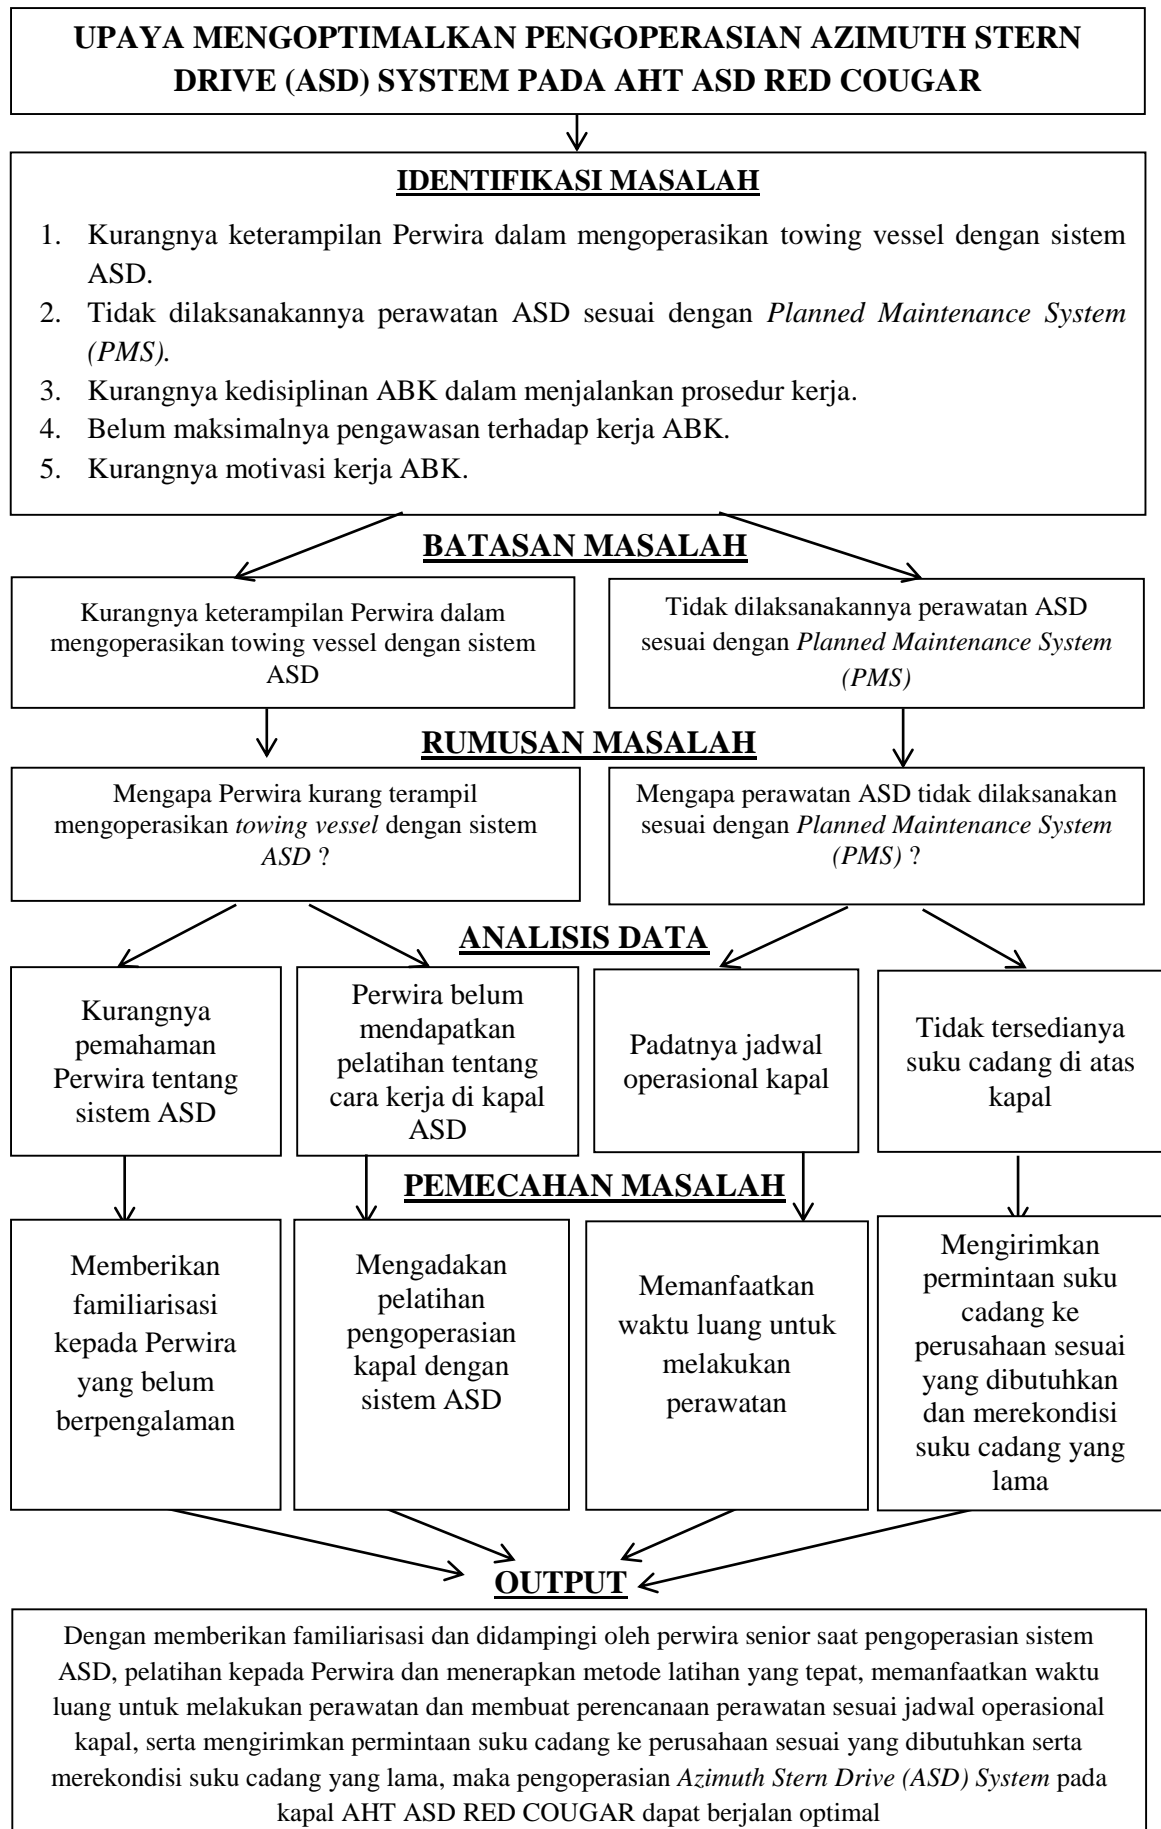 UPAYA MENGOPTIMALKAN PENGOPERASIAN AZIMUTH STERN
DRIVE (ASD) SYSTEM PADA AHT ASD RED COUGAR
IDENTIFIKASI MASALAH
1. Kurangnya keterampilan Perwira dalam mengoperasikan towing vessel dengan sistem
ASD.
2. Tidak dilaksanakannya perawatan ASD sesuai dengan Planned Maintenance System
(PMS).
3. Kurangnya kedisiplinan ABK dalam menjalankan prosedur kerja.
4. Belum maksimalnya pengawasan terhadap kerja ABK.
5. Kurangnya motivasi kerja ABK.
BATASAN MASALAH
Kurangnya keterampilan Perwira dalam
mengoperasikan towing vessel dengan sistem
ASD
Tidak dilaksanakannya perawatan ASD
sesuai dengan Planned Maintenance System
(PMS)
RUMUSAN MASALAH
Mengapa Perwira kurang terampil
mengoperasikan towing vessel dengan sistem
ASD ?
Mengapa perawatan ASD tidak dilaksanakan
sesuai dengan Planned Maintenance System
(PMS) ?
ANALISIS DATA
Kurangnya
pemahaman
Perwira tentang
sistem ASD
Perwira belum
mendapatkan
pelatihan tentang
cara kerja di kapal
ASD
Padatnya jadwal
operasional kapal
Tidak tersedianya
suku cadang di atas
kapal
PEMECAHAN MASALAH
Memberikan
familiarisasi
kepada Perwira
yang belum
berpengalaman
Mengadakan
pelatihan
pengoperasian
kapal dengan
sistem ASD
Memanfaatkan
waktu luang untuk
melakukan
perawatan
Mengirimkan
permintaan suku
cadang ke
perusahaan sesuai
yang dibutuhkan
dan merekondisi
suku cadang yang
lama
OUTPUT
Dengan memberikan familiarisasi dan didampingi oleh perwira senior saat pengoperasian sistem
ASD, pelatihan kepada Perwira dan menerapkan metode latihan yang tepat, memanfaatkan waktu
luang untuk melakukan perawatan dan membuat perencanaan perawatan sesuai jadwal operasional
kapal, serta mengirimkan permintaan suku cadang ke perusahaan sesuai yang dibutuhkan serta
merekondisi suku cadang yang lama, maka pengoperasian Azimuth Stern Drive (ASD) System pada
kapal AHT ASD RED COUGAR dapat berjalan optimal